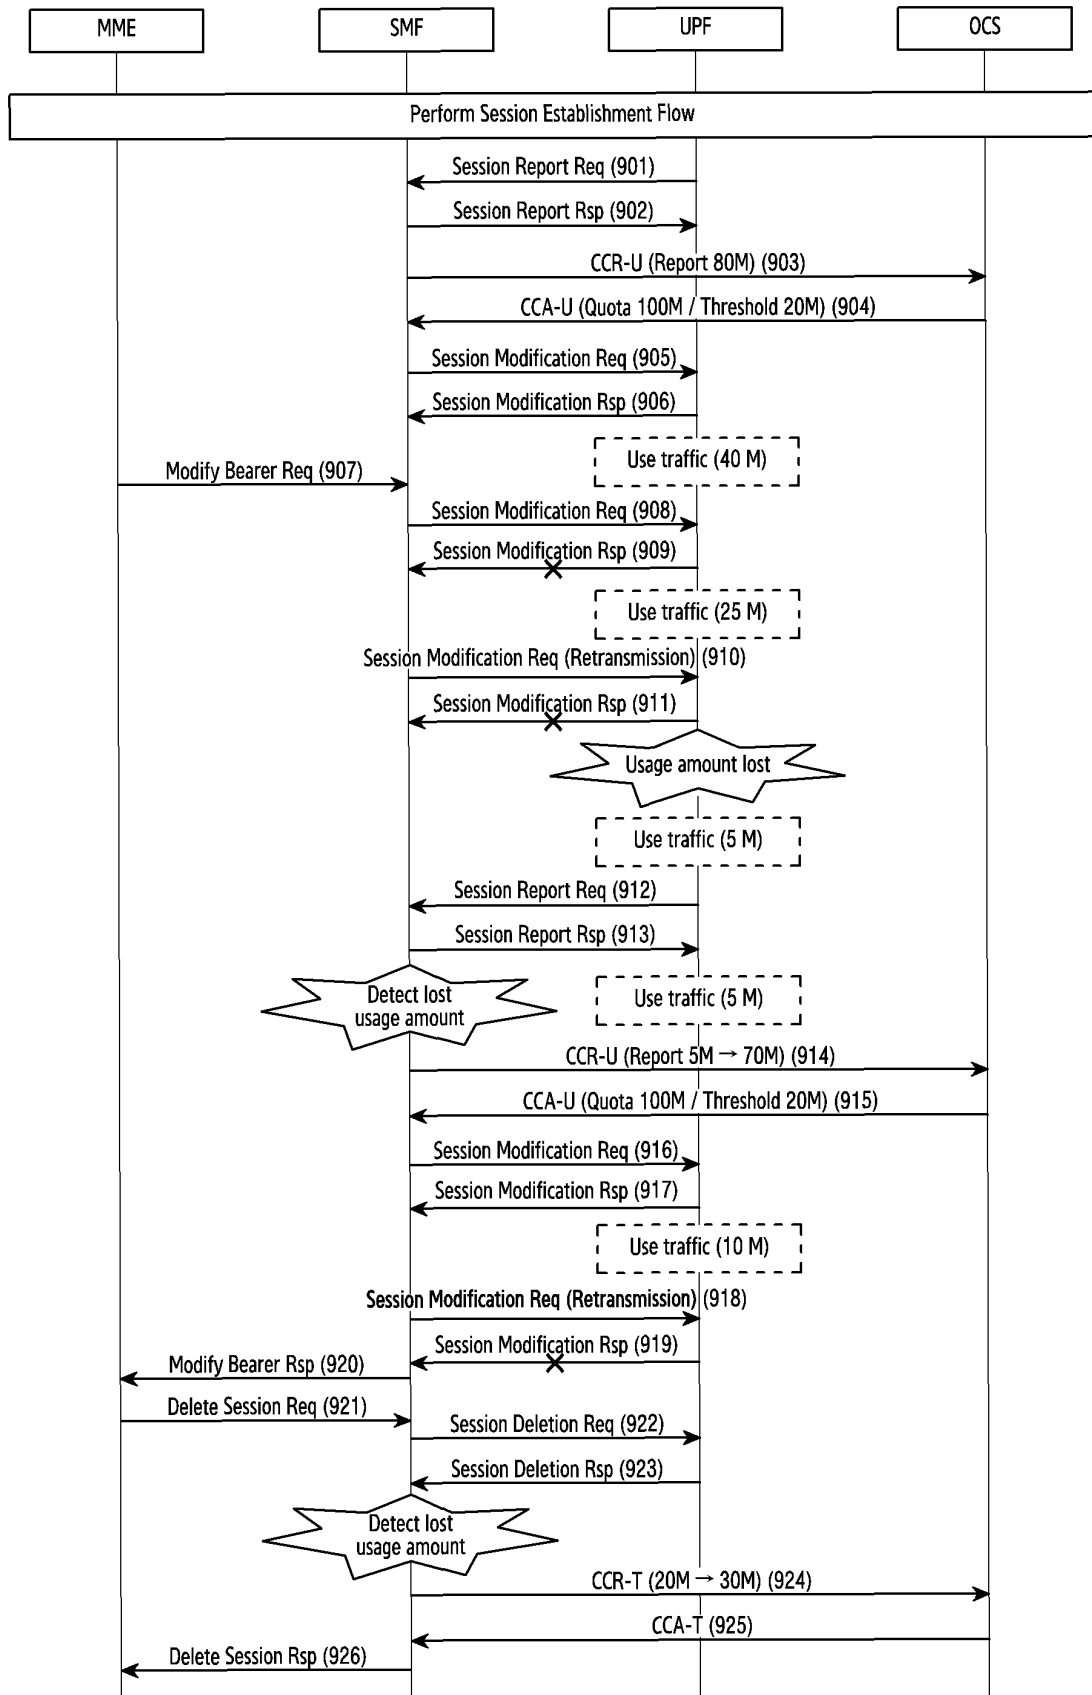 MME
SMF
UPF
OCS
Perform Session Establishment Flow
Session Report Req (901)
Session Report Rsp (902)
CCR-U (Report 80M) (903)
CCA-U (Quota 100M / Threshold 20M) (904)
Session Modification Req (905)
Session Modification Rsp (906)
Use traffic (40 M)
Modify Bearer Req (907)
Session Modification Req (908)
Session Modification Rsp (909)
Use traffic (25 M)
Session Modification Req (Retransmission) (910)
Session Modification Rsp (911)
Usage amount lost
Use traffic (5 M)
Session Report Req (912)
Session Report Rsp (913)
Detect lost
usage amount
Use traffic (5 M)
CCR-U (Report 5M → 70M) (914)
CCA-U (Quota 100M / Threshold 20M) (915)
Session Modification Req (916)
Session Modification Rsp (917)
Use traffic (10 M)
Session Modification Req (Retransmission) (918)
Session Modification Rsp (919)
Modify Bearer Rsp (920)
Delete Session Req (921)
Session Deletion Req (922)
Session Deletion Rsp (923)
Detect lost
usage amount
CCR-T (20M → 30M) (924)
CCA-T (925)
Delete Session Rsp (926)